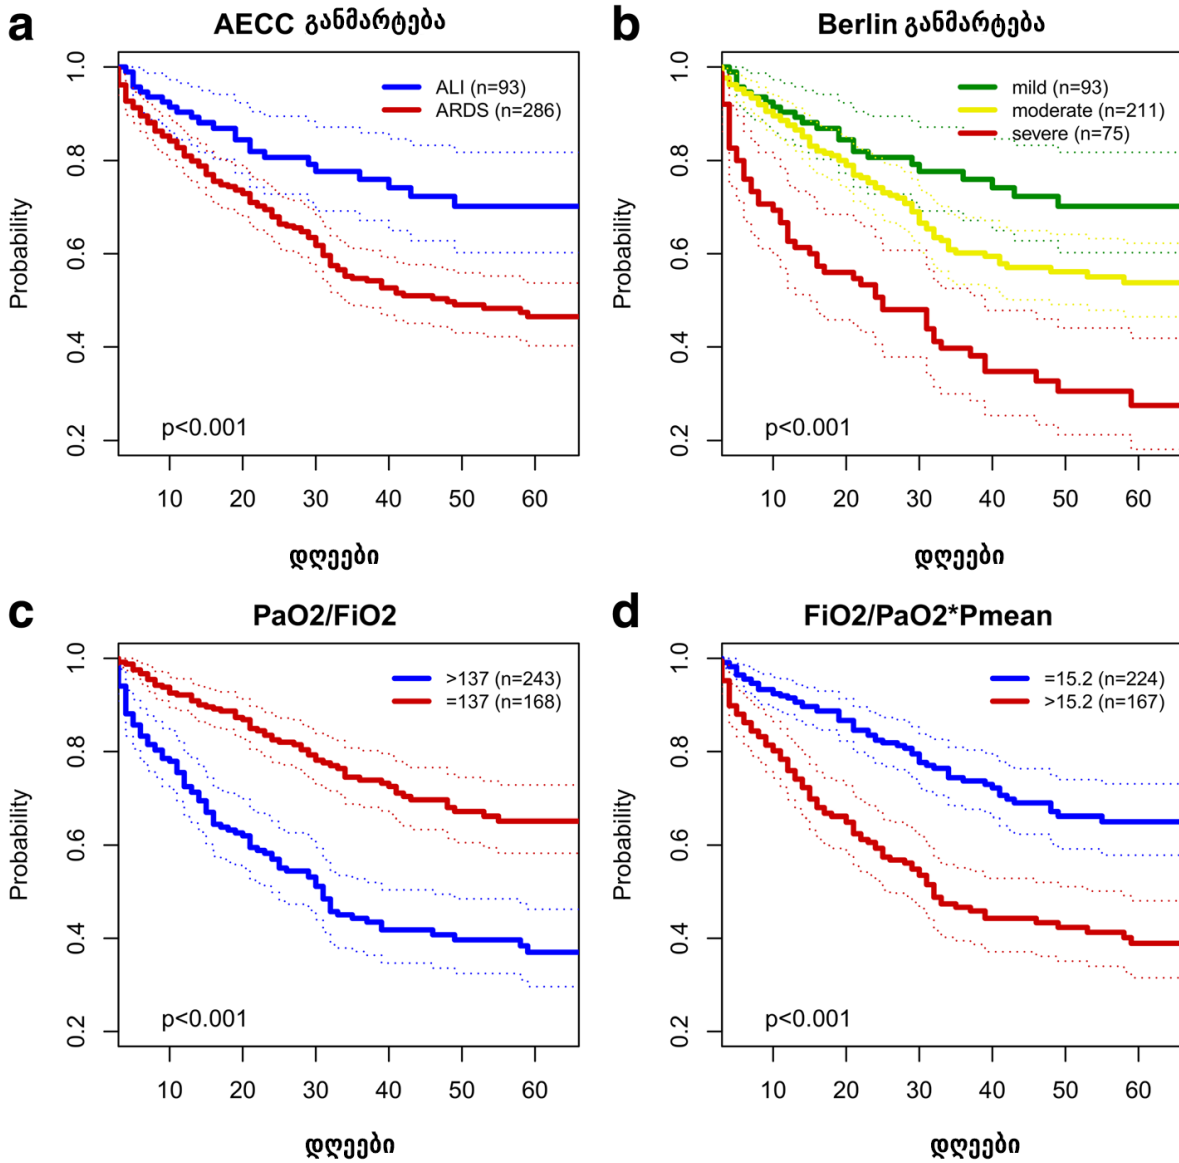 a
AECC განმარტება
1.0
0.8
0.6
0.4
0.2
Probability
ALI (n=93)
ARDS (n=286)
p<0.001
10 20 30 40 50 60
დღეები
b
Berlin განმარტება
1.0
0.8
0.6
0.4
0.2
Probability
mild (n=93)
moderate (n=211)
severe (n=75)
p<0.001
10 20 30 40 50 60
დღეები
c
PaO2/FiO2
1.0
0.8
0.6
0.4
0.2
Probability
>137 (n=243)
=137 (n=168)
p<0.001
10 20 30 40 50 60
დღეები
d
FiO2/PaO2*Pmean
1.0
0.8
0.6
0.4
0.2
Probability
=15.2 (n=224)
>15.2 (n=167)
p<0.001
10 20 30 40 50 60
დღეები